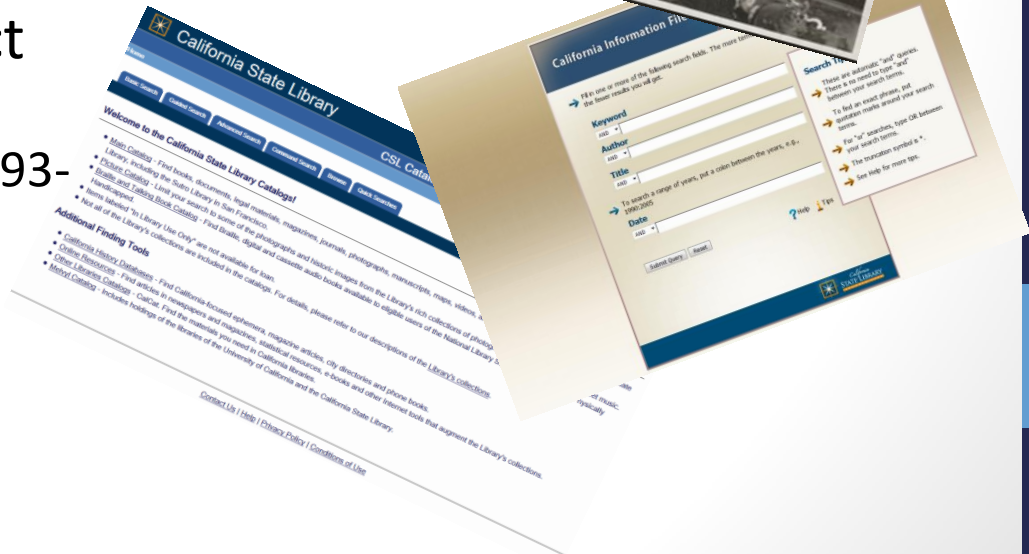 93-
California State Library
Home
CSL Cata
Basic Search
Guided Search
Advanced Search
Command Search
Browse
Quick Searches
Welcome to the California State Library Catalogs!
• Main Catalog - Find books, documents, legal materials, magazines, journals, photographs, manuscripts, maps, videos,
Library, including the Sutro Library in San Francisco.
• Picture Catalog - Limit your search to some of the photographs and historic images from the Library's rich collections of photog
• Braille and Talking Book Catalog - Find Braille, digital and cassette audio books available to eligible users of the National Library
Handicapped.
• Items labeled "In Library Use Only" are not available for loan.
• Not all of the Library's collections are included in the catalogs. For details, please refer to our descriptions of the Library's collections.
Additional Finding Tools
• California History Databases - Find California-focused ephemera, magazine articles, city directories and phone books.
• Online Resources - Find articles in newspapers and magazines, statistical resources, e-books and other Internet tools that augment the Library's collections.
• Other Libraries Catalogs - CalCat. Find the materials you need in California libraries.
• Melvyl Catalog - Includes holdings of the libraries of the University of California and the California State Library.
et music.
hysically
Contact Us | Help | Privacy Policy | Conditions of Use
California Information File
Fill in one or more of the following search fields. The more
the fewer results you will get.
Keyword
AND
Author
AND
Title
AND
To search a range of years, put a colon between the years, e.g.,
1990:2005
Date
AND
Help
Tips
Submit Query
Reset
Search
These are automatic "and" queries.
There is no need to type "and"
between your search terms.
To find an exact phrase, put
quotation marks around your search
terms.
For "or" searches, type OR between
your search terms.
The truncation symbol is *.
See Help for more tips.
California
STATE LIBRARY